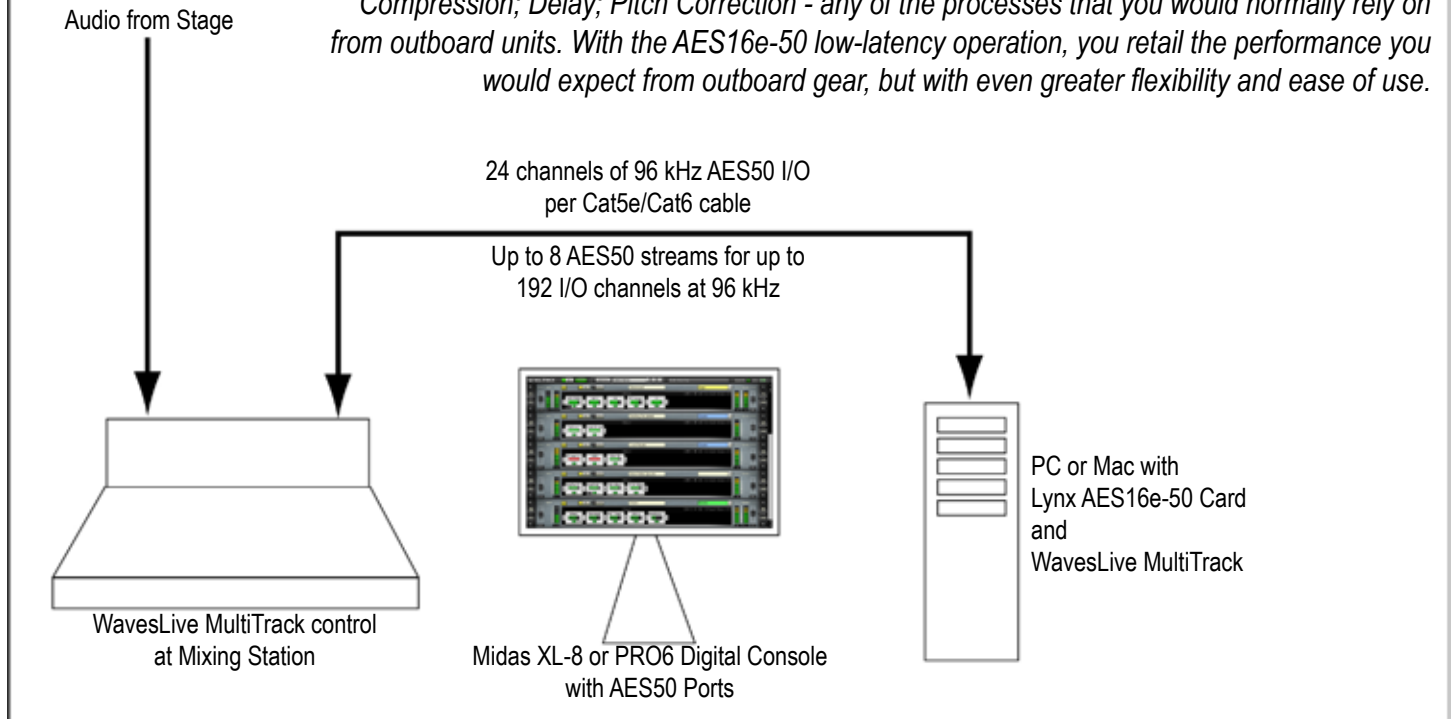 Compression; Delay; Pitch Correction - any of the processes that you would normally rely on
Audio from Stage
from outboard units. With the AES16e-50 low-latency operation, you retail the performance you
would expect from outboard gear, but with even greater flexibility and ease of use.
24 channels of 96 kHz AES50 I/O
per Cat5e/Cat6 cable
Up to 8 AES50 streams for up to
192 I/O channels at 96 kHz
PC or Mac with
Lynx AES16e-50 Card
and
WavesLive MultiTrack
WavesLive MultiTrack control
at Mixing Station
Midas XL-8 or PRO6 Digital Console
with AES50 Ports